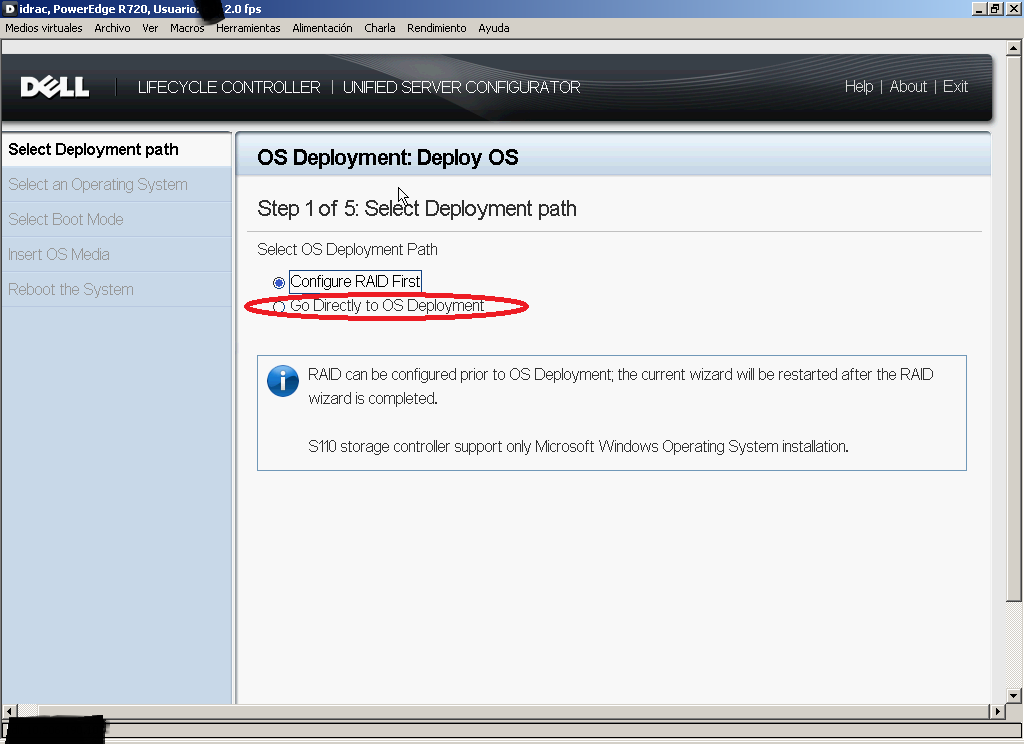 idrac, PowerEdge R720, Usuario. 2.0 fps
Medios virtuales Archivo Ver Macros Herramientas Alimentación Charla Rendimiento Ayuda
DELL LIFECYCLE CONTROLLER | UNIFIED SERVER CONFIGURATOR Help | About | Exit
Select Deployment path
Select an Operating System
Select Boot Mode
Insert OS Media
Reboot the System
OS Deployment: Deploy OS
Step 1 of 5: Select Deployment path
Select OS Deployment Path
Configure RAID First
Go Directly to OS Deployment
RAID can be configured prior to OS Deployment; the current wizard will be restarted after the RAID
wizard is completed.
S110 storage controller support only Microsoft Windows Operating System installation.